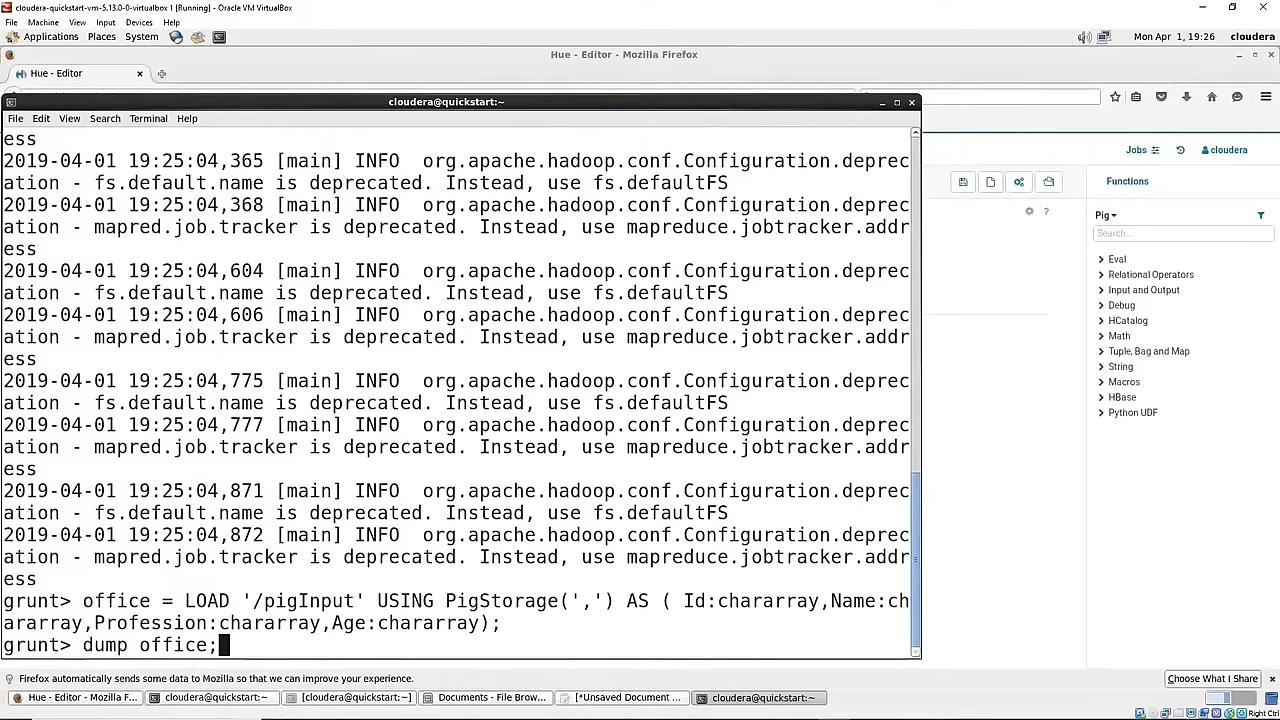 cloudera-quickstart-vm-5.13.0-0-virtualbox 1 [Running] - Oracle VM VirtualBox
File Machine View Input Devices Help
Applications Places System Mon Apr 1, 19:26 cloudera
Hue - Editor - Mozilla Firefox
Hue - Editor
cloudera@quickstart:~
File Edit View Search Terminal Help
ess
2019-04-01 19:25:04,365 [main] INFO  org.apache.hadoop.conf.Configuration.deprec
ation - fs.default.name is deprecated. Instead, use fs.defaultFS
2019-04-01 19:25:04,368 [main] INFO  org.apache.hadoop.conf.Configuration.deprec
ation - mapred.job.tracker is deprecated. Instead, use mapreduce.jobtracker.addr
ess
2019-04-01 19:25:04,604 [main] INFO  org.apache.hadoop.conf.Configuration.deprec
ation - fs.default.name is deprecated. Instead, use fs.defaultFS
2019-04-01 19:25:04,606 [main] INFO  org.apache.hadoop.conf.Configuration.deprec
ation - mapred.job.tracker is deprecated. Instead, use mapreduce.jobtracker.addr
ess
2019-04-01 19:25:04,775 [main] INFO  org.apache.hadoop.conf.Configuration.deprec
ation - fs.default.name is deprecated. Instead, use fs.defaultFS
2019-04-01 19:25:04,777 [main] INFO  org.apache.hadoop.conf.Configuration.deprec
ation - mapred.job.tracker is deprecated. Instead, use mapreduce.jobtracker.addr
ess
2019-04-01 19:25:04,871 [main] INFO  org.apache.hadoop.conf.Configuration.deprec
ation - fs.default.name is deprecated. Instead, use fs.defaultFS
2019-04-01 19:25:04,872 [main] INFO  org.apache.hadoop.conf.Configuration.deprec
ation - mapred.job.tracker is deprecated. Instead, use mapreduce.jobtracker.addr
ess
grunt> office = LOAD '/pigInput' USING PigStorage(',') AS ( Id:chararray,Name:ch
ararray,Profession:chararray,Age:chararray);
grunt> dump office;
Jobs cloudera
Functions
Pig
Search...
Eval
Relational Operators
Input and Output
Debug
HCatalog
Math
Tuple, Bag and Map
String
Macros
HBase
Python UDF
Firefox automatically sends some data to Mozilla so that we can improve your experience. Choose What I Share
Hue - Editor - Mozilla F... cloudera@quickstart:~ [cloudera@quickstart:~] Documents - File Brow... [*Unsaved Document ... cloudera@quickstart:~
Right Ctrl